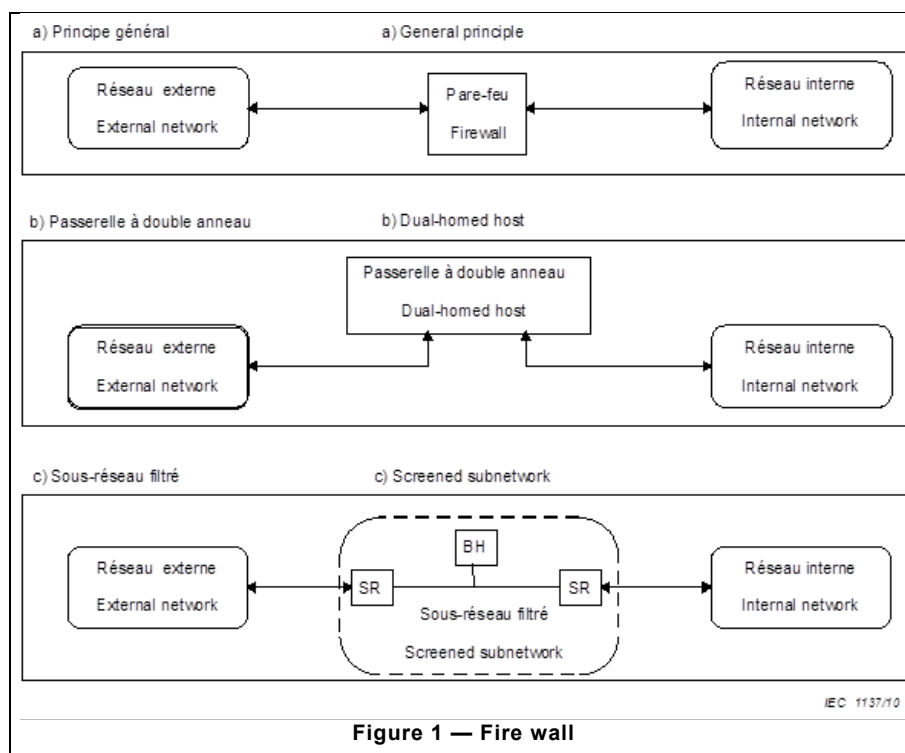 a) Principe général
a) General principle
Réseau externe
External network
Pare-feu
Firewall
Réseau interne
Internal network
b) Passerelle à double anneau
b) Dual-homed host
Passerelle à double anneau
Dual-homed host
Réseau externe
External network
Réseau interne
Internal network
c) Sous-réseau filtré
c) Screened subnetwork
Réseau externe
External network
BH
SR
SR
Sous-réseau filtré
Screened subnetwork
Réseau interne
Internal network
IEC 1137/10
Figure 1 — Fire wall